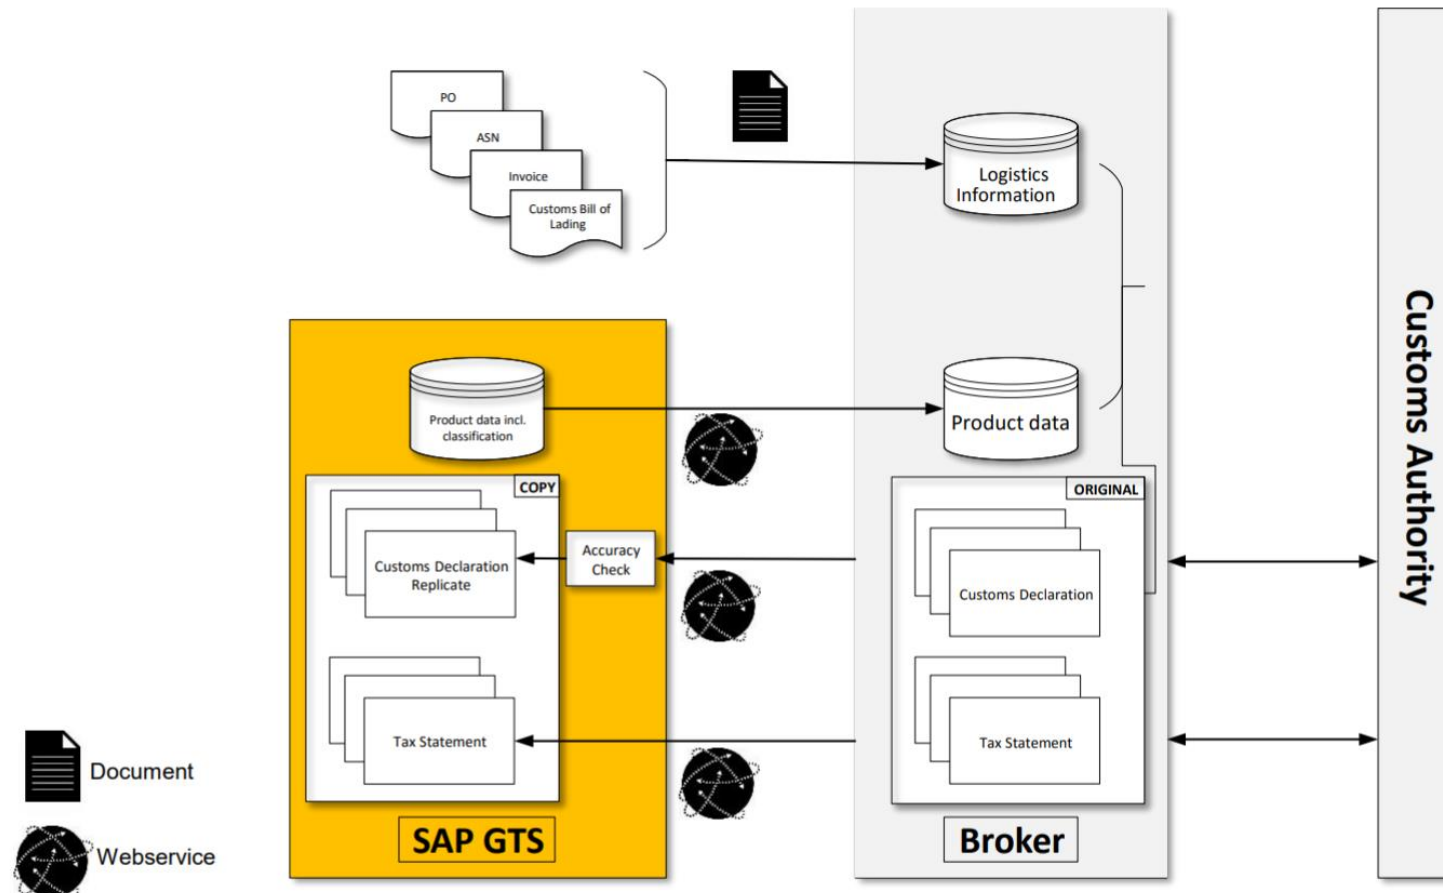 PO
ASN
Invoice
Customs Bill of
Lading
Logistics
Information
Product data incl.
classification
Product data
COPY
ORIGINAL
Customs Declaration
Replicate
Accuracy
Check
Customs Declaration
Tax Statement
Tax Statement
Document
Webservice
SAP GTS
Broker
Customs Authority